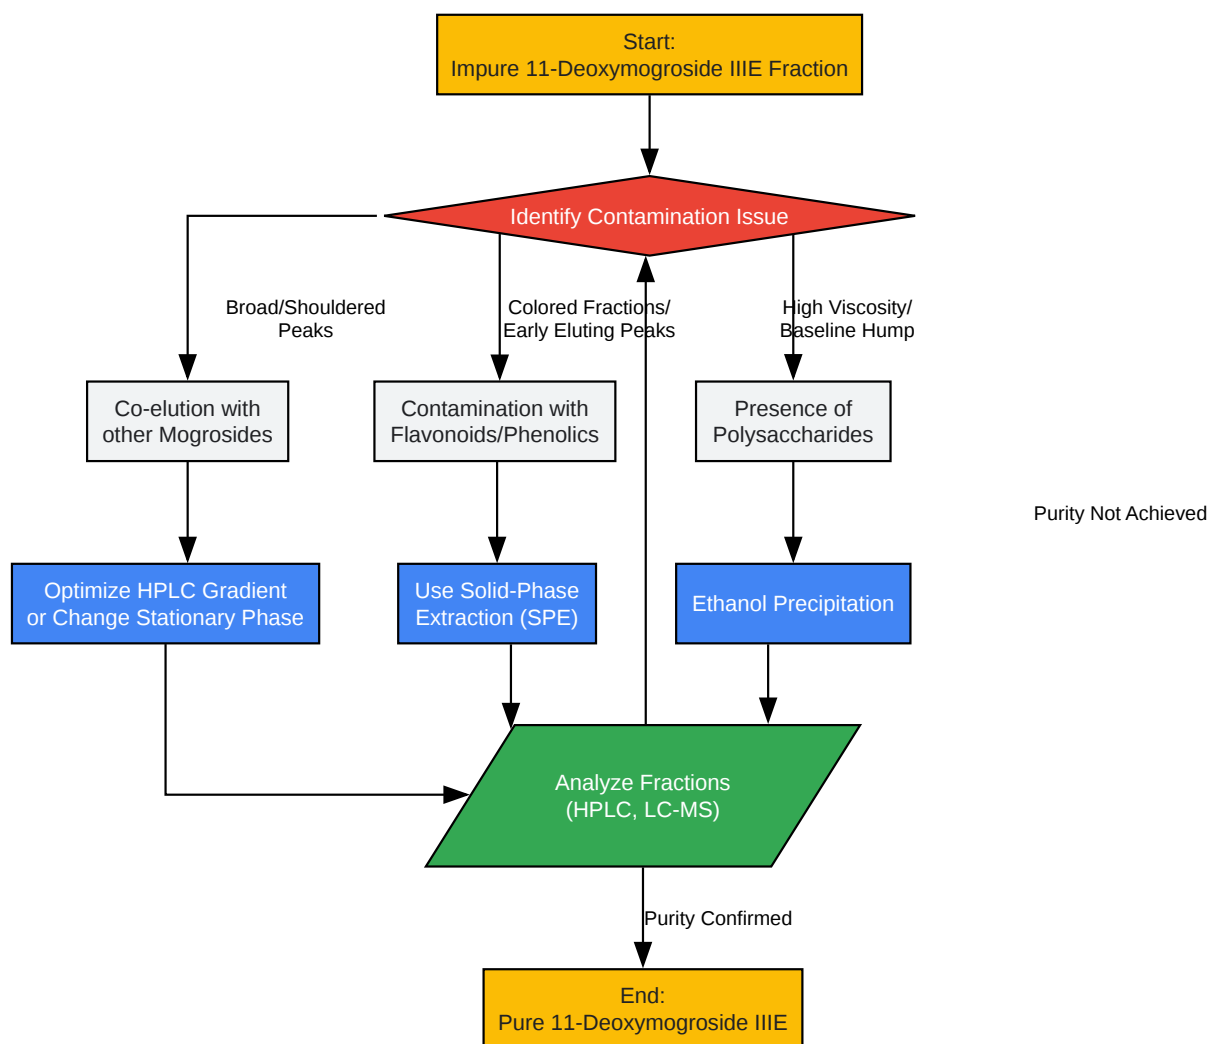 Start:
Impure 11-Deoxymogroside IIIE Fraction
Identify Contamination Issue
Broad/Shouldered
Peaks
Colored Fractions/
Early Eluting Peaks
High Viscosity/
Baseline Hump
Co-elution with
other Mogrosides
Contamination with
Flavonoids/Phenolics
Presence of
Polysaccharides
Purity Not Achieved
Optimize HPLC Gradient
or Change Stationary Phase
Use Solid-Phase
Extraction (SPE)
Ethanol Precipitation
Analyze Fractions
(HPLC, LC-MS)
Purity Confirmed
End:
Pure 11-Deoxymogroside IIIE